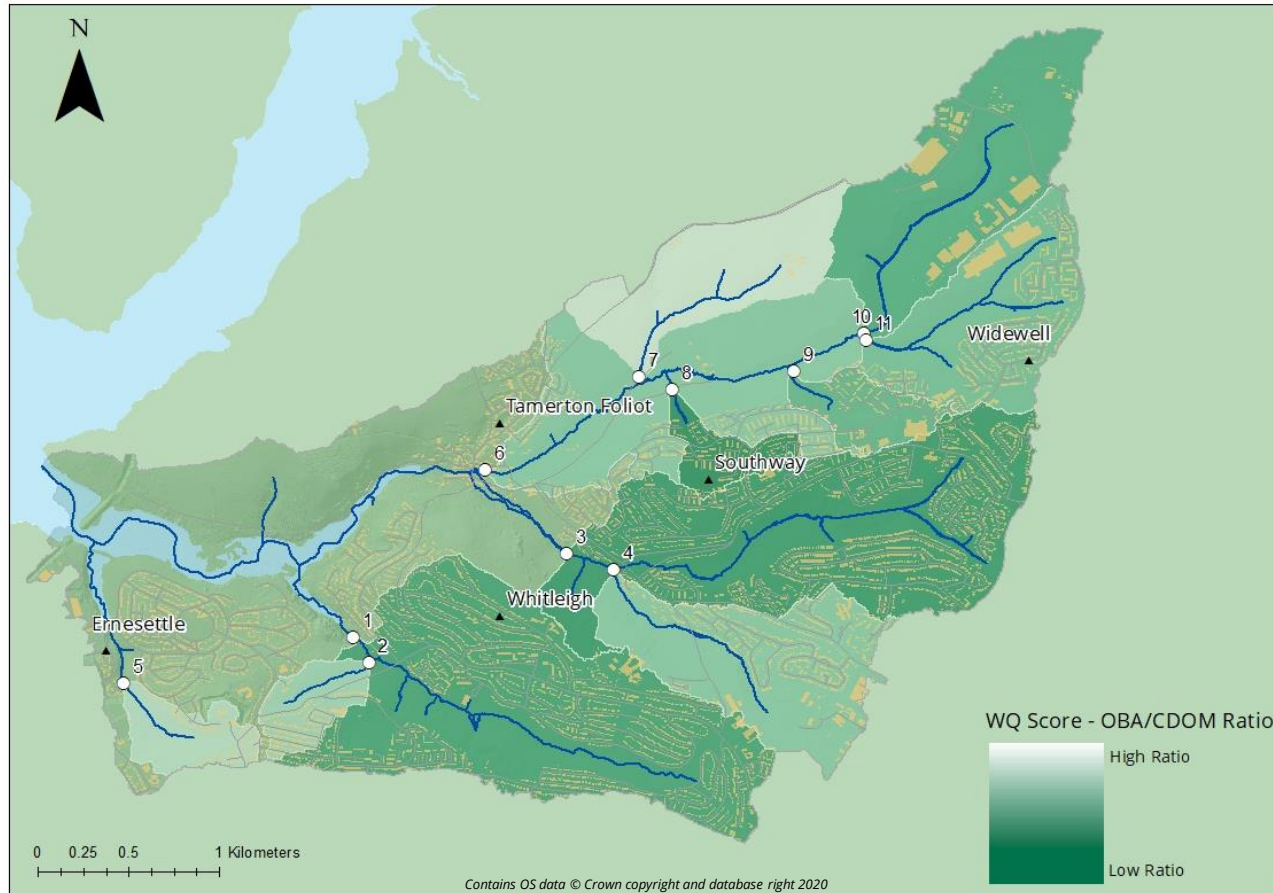 N
10
11
Widewell
7
9
8
Tamerton Foliot
6
Southway
3
4
Whitleigh
1
Ernesettle
2
5
WQ Score - OBA/CDOM Ratio
High Ratio
Low Ratio
0 0.25 0.5 1 Kilometers
Contains OS data © Crown copyright and database right 2020